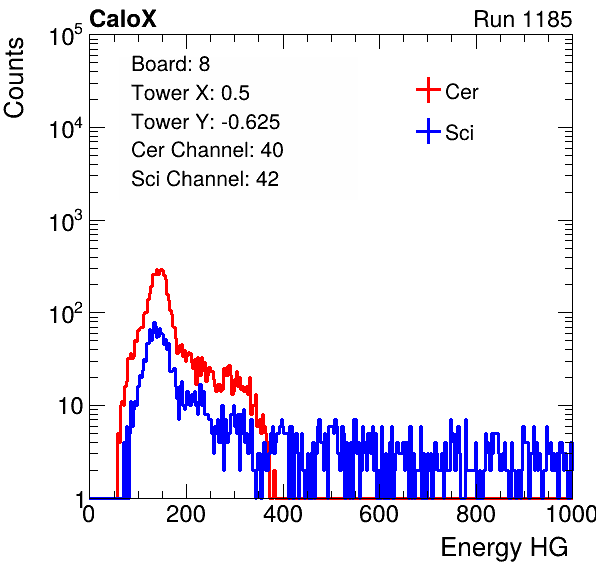 CaloX Run 1185
Counts
10^5
10^4
10^3
10^2
10
1
Board: 8
Tower X: 0.5
Tower Y: -0.625
Cer Channel: 40
Sci Channel: 42
Cer
Sci
0 200 400 600 800 1000
Energy HG